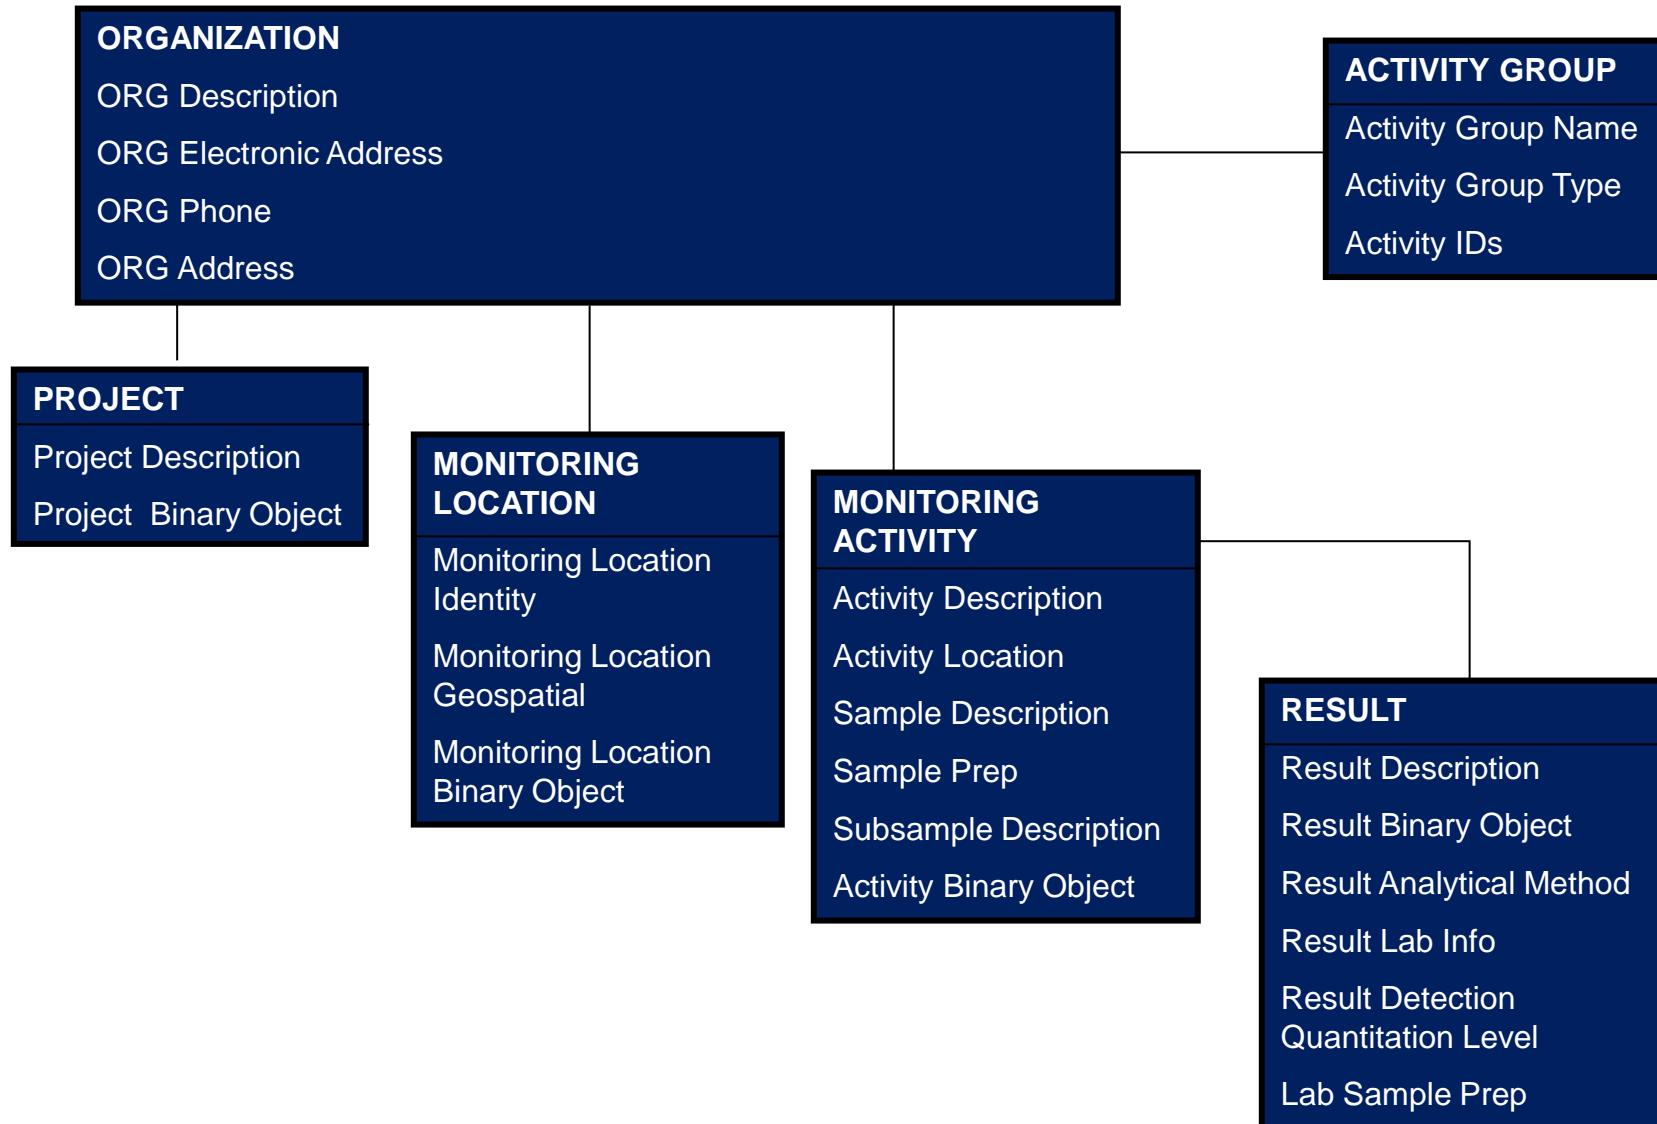 ORGANIZATION
ORG Description
ORG Electronic Address
ORG Phone
ORG Address
ACTIVITY GROUP
Activity Group Name
Activity Group Type
Activity IDs
PROJECT
Project Description
Project Binary Object
MONITORING
LOCATION
Monitoring Location
Identity
Monitoring Location
Geospatial
Monitoring Location
Binary Object
MONITORING
ACTIVITY
Activity Description
Activity Location
Sample Description
Sample Prep
Subsample Description
Activity Binary Object
RESULT
Result Description
Result Binary Object
Result Analytical Method
Result Lab Info
Result Detection
Quantitation Level
Lab Sample Prep